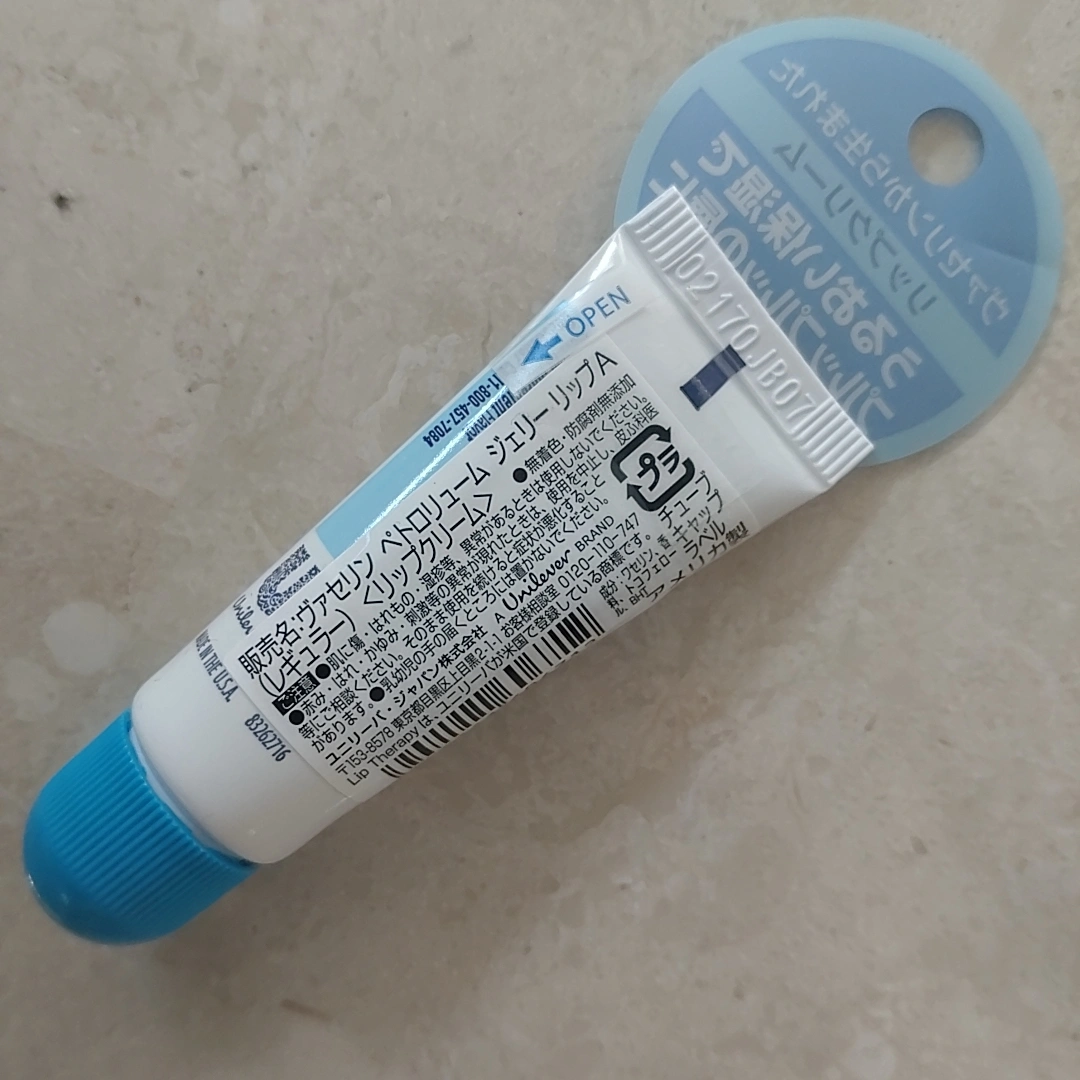 ヴァセリンから生まれた
リップクリーム
うるおい保湿
OPEN
02170JB07
1-800-457-7084
Unilever
MADE IN THE U.S.A.
83262716
販売名:ヴァセリン ペトロリューム ジェリー リップA
(レギュラー) <リップクリーム> ●無着色・防腐剤無添加
ご注意 ●肌に傷、はれもの、湿疹等、異常があるときは使用しないでください。
●赤み・はれ・かゆみ・刺激等の異常が現れたときは、使用を中止し、皮ふ科医
等にご相談ください。そのまま使用を続けると症状が悪化すること
があります。●乳幼児の手の届くところには置かないでください。
ユニリーバ・ジャパン株式会社 A Unilever BRAND
〒153-8578 東京都目黒区上目黒2-1-1 お客様相談室 0120-110-747
Lip Therapy は、ユニリーバが米国で登録している商標です。
プラ
チューブ
キャップ
ラベル
成分:ワセリン、香
料、トコフェロー
ル、BHT
アメリカ製